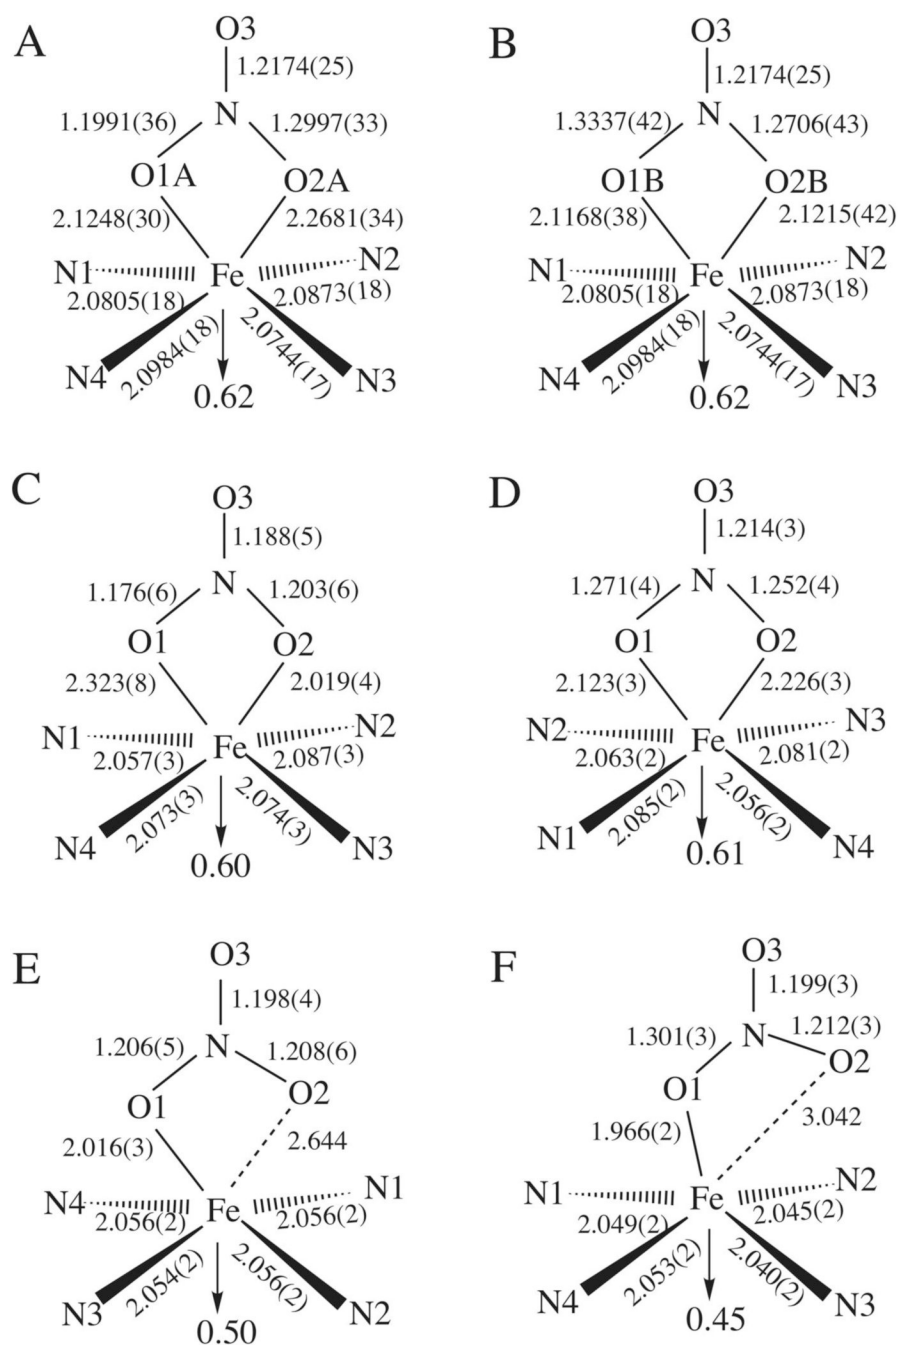 A
O3
1.2174(25)
1.1991(36) N 1.2997(33)
O1A O2A
2.1248(30) 2.2681(34)
N1 Fe N2
2.0805(18) 2.0873(18)
2.0984(18) 2.0744(17)
N4 N3
0.62
B
O3
1.2174(25)
1.3337(42) N 1.2706(43)
O1B O2B
2.1168(38) 2.1215(42)
N1 Fe N2
2.0805(18) 2.0873(18)
2.0984(18) 2.0744(17)
N4 N3
0.62
C
O3
1.188(5)
1.176(6) N 1.203(6)
O1 O2
2.323(8) 2.019(4)
N1 Fe N2
2.057(3) 2.087(3)
2.073(3) 2.074(3)
N4 N3
0.60
D
O3
1.214(3)
1.271(4) N 1.252(4)
O1 O2
2.123(3) 2.226(3)
N2 Fe N3
2.063(2) 2.081(2)
2.085(2) 2.056(2)
N1 N4
0.61
E
O3
1.198(4)
1.206(5) N 1.208(6)
O1 O2
2.016(3) 2.644
N4 Fe N1
2.056(2) 2.056(2)
2.054(2) 2.056(2)
N3 N2
0.50
F
O3
1.199(3)
1.301(3) N 1.212(3)
O1 O2
1.966(2) 3.042
N1 Fe N2
2.049(2) 2.045(2)
2.053(2) 2.040(2)
N4 N3
0.45